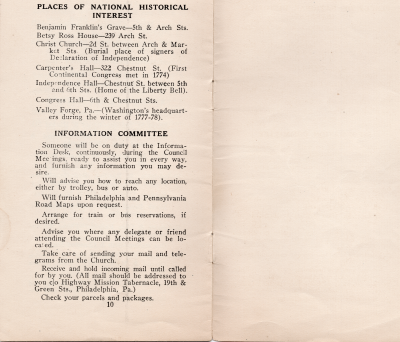 PLACES OF NATIONAL HISTORICAL
INTEREST
Benjamin Franklin's Grave—5th & Arch Sts.
Betsy Ross House—239 Arch St.
Christ Church—2d St. between Arch & Mar-
ket Sts (Burial place of signers of
Declaration of Independence)
Carpenter's Hall—322 Chestnut St. (First
Continental Congress met in 1774)
Independence Hall—Chestnut St. between 5th
and 6th Sts. (Home of the Liberty Bell).
Congress Hall—6th & Chestnut Sts.
Valley Forge, Pa.—(Washington's headquart-
ers during the winter of 1777-78).
INFORMATION COMMITTEE
Someone will be on duty at the Informa-
tion Desk, continuously, during the Council
Mee ings, ready to assist you in every way,
and furnish any information you may de-
sire.
Will advise you how to reach any location,
either by trolley, bus or auto.
Will furnish Philadelphia and Pennsylvania
Road Maps upon request.
Arrange for train or bus reservations, if
desired.
Advise you where any delegate or friend
attending the Council Meetings can be lo-
cated.
Take care of sending your mail and tele-
grams from the Church.
Receive and hold incoming mail until called
for by you. (All mail should be addressed to
you c|o Highway Mission Tabernacle, 19th &
Green Sts., Philadelphia, Pa.)
Check your parcels and packages.
10